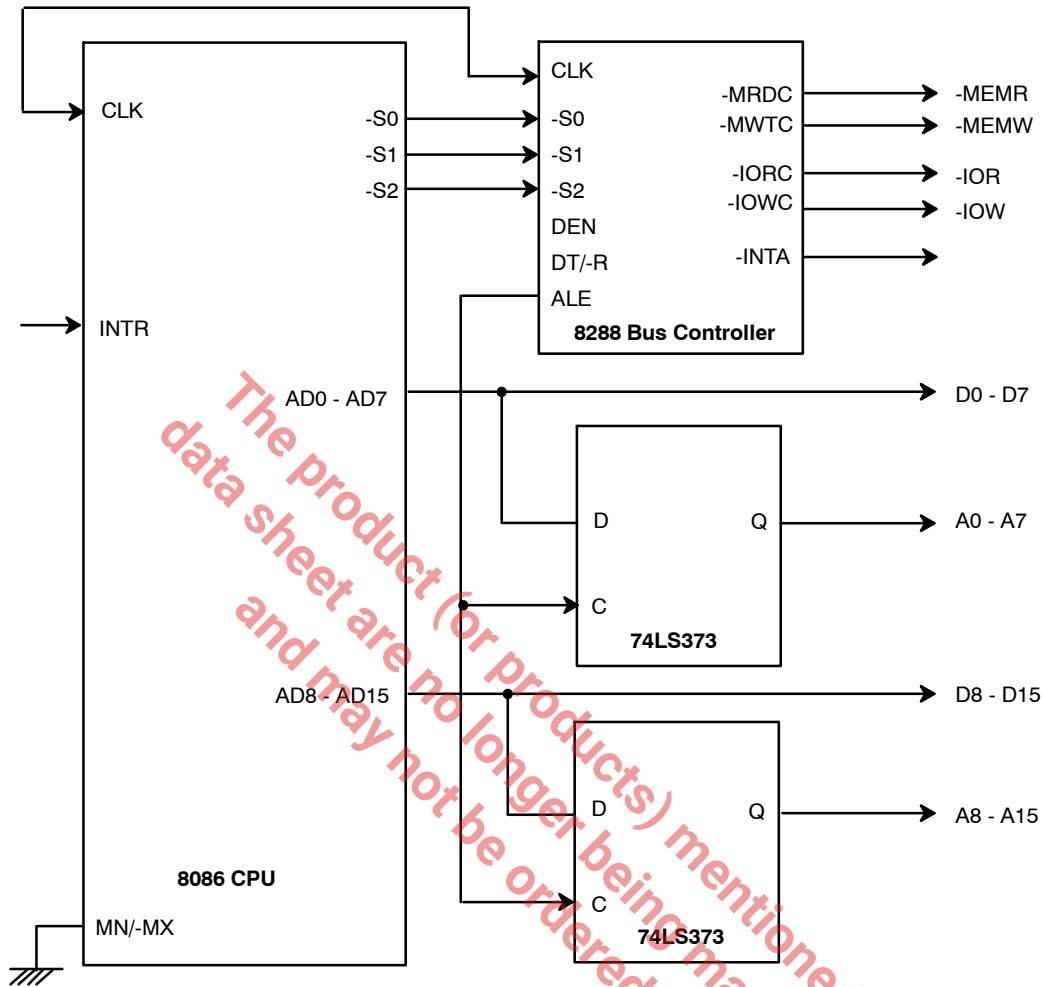 CLK
-S0
-S1
-S2
INTR
AD0 - AD7
AD8 - AD15
8086 CPU
MN/-MX
CLK
-S0
-S1
-S2
DEN
DT/-R
ALE
-MRDC
-MWTC
-IORC
-IOWC
-INTA
8288 Bus Controller
-MEMR
-MEMW
-IOR
-IOW
D0 - D7
D
Q
C
74LS373
A0 - A7
D8 - D15
D
Q
C
74LS373
A8 - A15
The product (or products) mentione
data sheet are no longer being ma
and may not be ordered